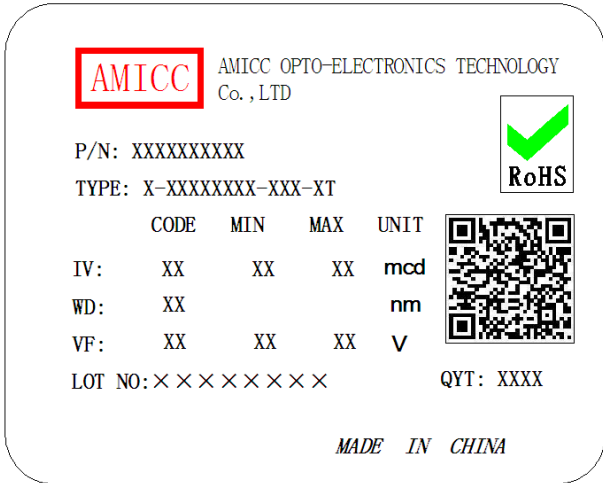 AMICC
AMICC OPTO-ELECTRONICS TECHNOLOGY
Co.,LTD
RoHS
P/N: XXXXXXXXXX
TYPE: X-XXXXXXXX-XXX-XT
CODE MIN MAX UNIT
IV: XX XX XX mcd
WD: XX nm
VF: XX XX XX V
LOT NO:×××××××× QYT: XXXX
MADE IN CHINA